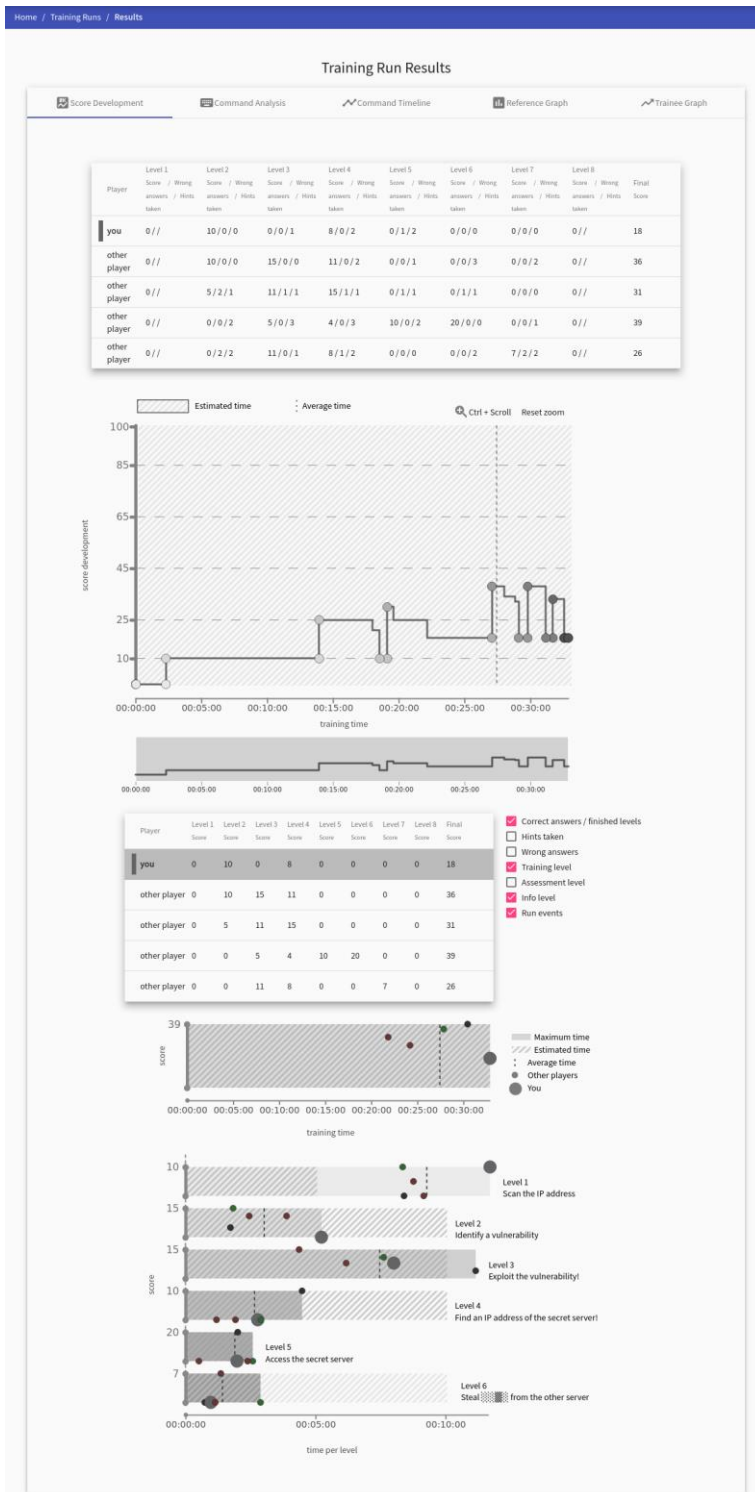 Home / Training Runs / Results
Training Run Results
Score Development Command Analysis Command Timeline Reference Graph Trainee Graph
Level 1 Level 2 Level 3 Level 4 Level 5 Level 6 Level 7 Level 8
Player Score / Wrong answers / Hints taken Score / Wrong answers / Hints taken Score / Wrong answers / Hints taken Score / Wrong answers / Hints taken Score / Wrong answers / Hints taken Score / Wrong answers / Hints taken Score / Wrong answers / Hints taken Score / Wrong answers / Hints taken Final Score
you 0 / / 10 / 0 / 0 0 / 0 / 1 8 / 0 / 2 0 / 1 / 2 0 / 0 / 0 0 / 0 / 0 0 / / 18
other player 0 / / 10 / 0 / 0 15 / 0 / 0 11 / 0 / 2 0 / 0 / 1 0 / 0 / 3 0 / 0 / 2 0 / / 36
other player 0 / / 5 / 2 / 1 11 / 1 / 1 15 / 1 / 1 0 / 1 / 1 0 / 1 / 1 0 / 0 / 0 0 / / 31
other player 0 / / 0 / 0 / 2 5 / 0 / 3 4 / 0 / 3 10 / 0 / 2 20 / 0 / 0 0 / 0 / 1 0 / / 39
other player 0 / / 0 / 2 / 2 11 / 0 / 1 8 / 1 / 2 0 / 0 / 0 0 / 0 / 2 7 / 2 / 2 0 / / 26
Estimated time Average time Ctrl + Scroll Reset zoom
100
85
65
45
25
10
score development
00:00:00 00:05:00 00:10:00 00:15:00 00:20:00 00:25:00 00:30:00
training time
00:00:00 00:05:00 00:10:00 00:15:00 00:20:00 00:25:00 00:30:00
Player Level 1 Score Level 2 Score Level 3 Score Level 4 Score Level 5 Score Level 6 Score Level 7 Score Level 8 Score Final Score
you 0 10 0 8 0 0 0 0 18
other player 0 10 15 11 0 0 0 0 36
other player 0 5 11 15 0 0 0 0 31
other player 0 0 5 4 10 20 0 0 39
other player 0 0 11 8 0 0 7 0 26
Correct answers / finished levels
Hints taken
Wrong answers
Training level
Assessment level
Info level
Run events
39
score
00:00:00 00:05:00 00:10:00 00:15:00 00:20:00 00:25:00 00:30:00
training time
Maximum time
Estimated time
Average time
Other players
You
10
Level 1
Scan the IP address
15
Level 2
Identify a vulnerability
15
Level 3
Exploit the vulnerability!
score
10
Level 4
Find an IP address of the secret server!
20
Level 5
Access the secret server
7
Level 6
Steal from the other server
00:00:00 00:05:00 00:10:00
time per level